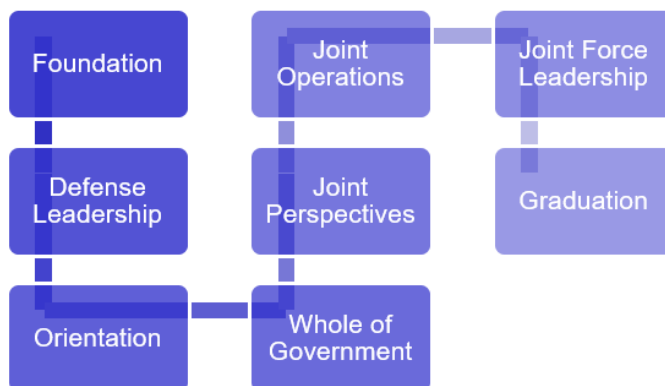 Foundation
Defense
Leadership
Orientation
Whole of
Government
Joint
Perspectives
Joint
Operations
Joint Force
Leadership
Graduation